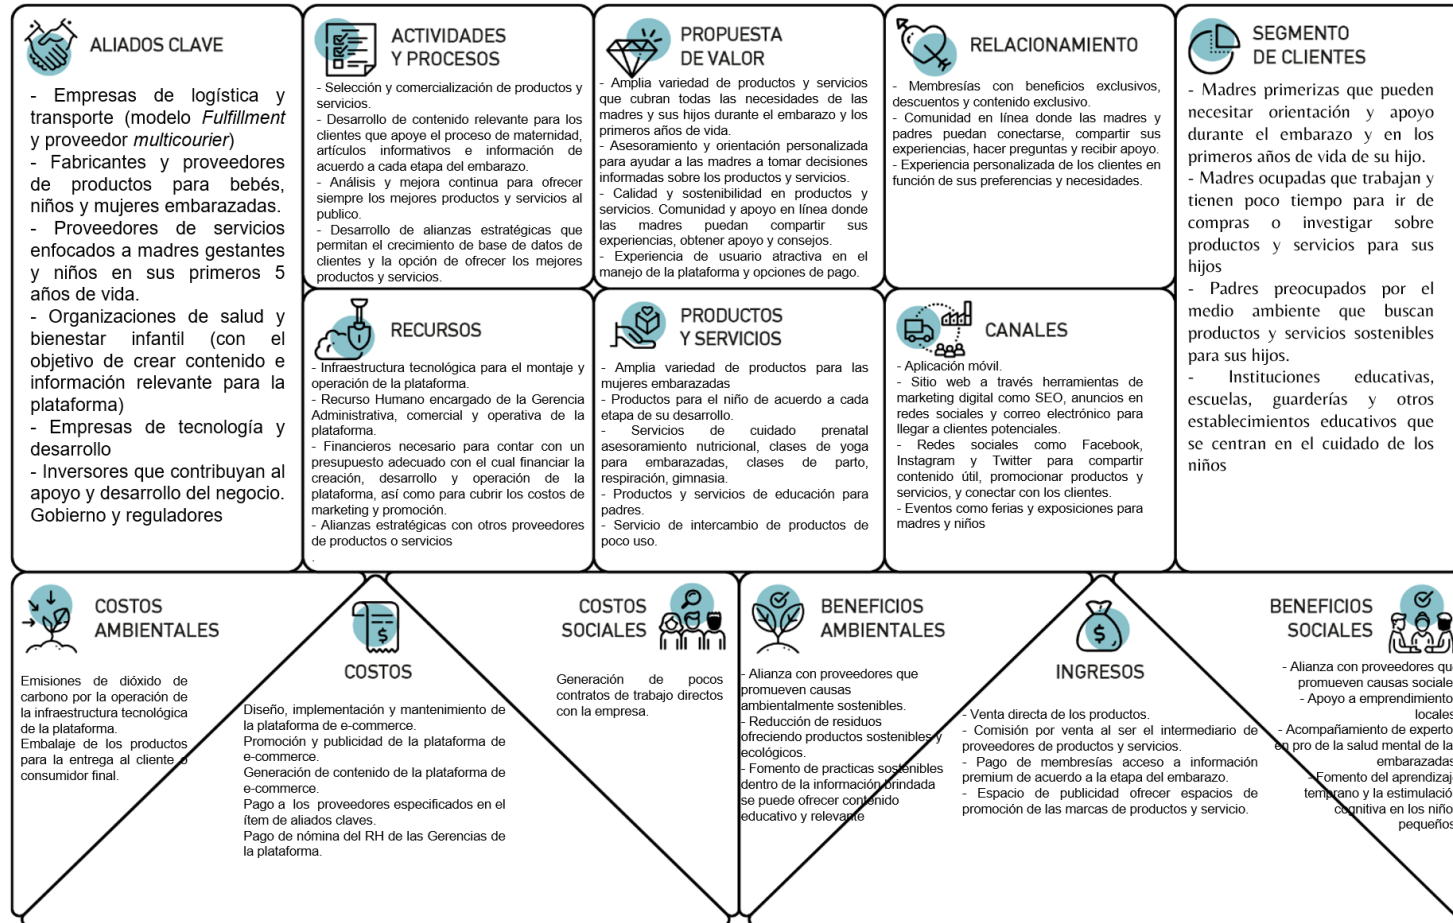 ALIADOS CLAVE
- Empresas de logística y
transporte (modelo Fulfillment
y proveedor multicourier)
- Fabricantes y proveedores
de productos para bebés,
niños y mujeres embarazadas.
- Proveedores de servicios
enfocados a madres gestantes
y niños en sus primeros 5
años de vida.
- Organizaciones de salud y
bienestar infantil (con el
objetivo de crear contenido e
información relevante para la
plataforma)
- Empresas de tecnología y
desarrollo
- Inversores que contribuyan al
apoyo y desarrollo del negocio.
Gobierno y reguladores
ACTIVIDADES
Y PROCESOS
- Selección y comercialización de productos y
servicios.
- Desarrollo de contenido relevante para los
clientes que apoye el proceso de maternidad,
artículos informativos e información de
acuerdo a cada etapa del embarazo.
- Análisis y mejora continua para ofrecer
siempre los mejores productos y servicios al
publico.
- Desarrollo de alianzas estratégicas que
permitan el crecimiento de base de datos de
clientes y la opción de ofrecer los mejores
productos y servicios.
RECURSOS
- Infraestructura tecnológica para el montaje y
operación de la plataforma.
- Recurso Humano encargado de la Gerencia
Administrativa, comercial y operativa de la
plataforma.
- Financieros necesario para contar con un
presupuesto adecuado con el cual financiar la
creación, desarrollo y operación de la
plataforma, así como para cubrir los costos de
marketing y promoción.
- Alianzas estratégicas con otros proveedores
de productos o servicios
.
PROPUESTA
DE VALOR
- Amplia variedad de productos y servicios
que cubran todas las necesidades de las
madres y sus hijos durante el embarazo y los
primeros años de vida.
- Asesoramiento y orientación personalizada
para ayudar a las madres a tomar decisiones
informadas sobre los productos y servicios.
- Calidad y sostenibilidad en productos y
servicios. Comunidad y apoyo en línea donde
las madres puedan compartir sus
experiencias, obtener apoyo y consejos.
- Experiencia de usuario atractiva en el
manejo de la plataforma y opciones de pago.
PRODUCTOS
Y SERVICIOS
- Amplia variedad de productos para las
mujeres embarazadas
- Productos para el niño de acuerdo a cada
etapa de su desarrollo.
- Servicios de cuidado prenatal
asesoramiento nutricional, clases de yoga
para embarazadas, clases de parto,
respiración, gimnasia.
- Productos y servicios de educación para
padres.
- Servicio de intercambio de productos de
poco uso.
RELACIONAMIENTO
- Membresías con beneficios exclusivos,
descuentos y contenido exclusivo.
- Comunidad en línea donde las madres y
padres puedan conectarse, compartir sus
experiencias, hacer preguntas y recibir apoyo.
- Experiencia personalizada de los clientes en
función de sus preferencias y necesidades.
CANALES
- Aplicación móvil.
- Sitio web a través herramientas de
marketing digital como SEO, anuncios en
redes sociales y correo electrónico para
llegar a clientes potenciales.
- Redes sociales como Facebook,
Instagram y Twitter para compartir
contenido útil, promocionar productos y
servicios, y conectar con los clientes.
- Eventos como ferias y exposiciones para
madres y niños
SEGMENTO
DE CLIENTES
- Madres primerizas que pueden
necesitar orientación y apoyo
durante el embarazo y en los
primeros años de vida de su hijo.
- Madres ocupadas que trabajan y
tienen poco tiempo para ir de
compras o investigar sobre
productos y servicios para sus
hijos
- Padres preocupados por el
medio ambiente que buscan
productos y servicios sostenibles
para sus hijos.
- Instituciones educativas,
escuelas, guarderías y otros
establecimientos educativos que
se centran en el cuidado de los
niños
COSTOS
AMBIENTALES
Emisiones de dióxido de
carbono por la operación de
la infraestructura tecnológica
de la plataforma.
Embalaje de los productos
para la entrega al cliente o
consumidor final.
COSTOS
Diseño, implementación y mantenimiento de
la plataforma de e-commerce.
Promoción y publicidad de la plataforma de
e-commerce.
Generación de contenido de la plataforma de
e-commerce.
Pago a los proveedores especificados en el
ítem de aliados claves.
Pago de nómina del RH de las Gerencias de
la plataforma.
COSTOS
SOCIALES
Generación de pocos
contratos de trabajo directos
con la empresa.
BENEFICIOS
AMBIENTALES
- Alianza con proveedores que
promueven causas
ambientalmente sostenibles.
- Reducción de residuos
ofreciendo productos sostenibles y
ecológicos.
- Fomento de practicas sostenibles
dentro de la información brindada
se puede ofrecer contenido
educativo y relevante
INGRESOS
- Venta directa de los productos.
- Comisión por venta al ser el intermediario de
proveedores de productos y servicios.
- Pago de membresías acceso a información
premium de acuerdo a la etapa del embarazo.
- Espacio de publicidad ofrecer espacios de
promoción de las marcas de productos y servicio.
BENEFICIOS
SOCIALES
- Alianza con proveedores qu
promueven causas sociale
- Apoyo a emprendimiento
locales
- Acompañamiento de experto
en pro de la salud mental de la
embarazadas
- Fomento del aprendizaj
temprano y la estimulació
cognitiva en los niño
pequeños